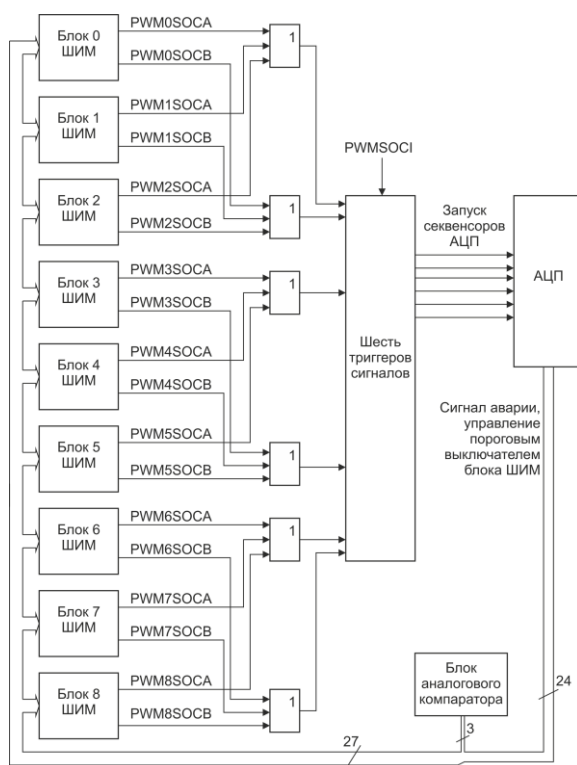 Блок 0
ШИМ
PWM0SOCA
PWM0SOCB
1
Блок 1
ШИМ
PWM1SOCA
PWM1SOCB
Блок 2
ШИМ
PWM2SOCA
PWM2SOCB
1
PWMSOCI
Запуск
секвенсоров
АЦП
АЦП
Блок 3
ШИМ
PWM3SOCA
PWM3SOCB
1
Блок 4
ШИМ
PWM4SOCA
PWM4SOCB
Шесть
триггеров
сигналов
Блок 5
ШИМ
PWM5SOCA
PWM5SOCB
1
Сигнал аварии,
управление
пороговым
выключателем
блока ШИМ
Блок 6
ШИМ
PWM6SOCA
PWM6SOCB
1
Блок 7
ШИМ
PWM7SOCA
PWM7SOCB
Блок 8
ШИМ
PWM8SOCA
PWM8SOCB
1
Блок
аналогового
компаратора
24
3
27